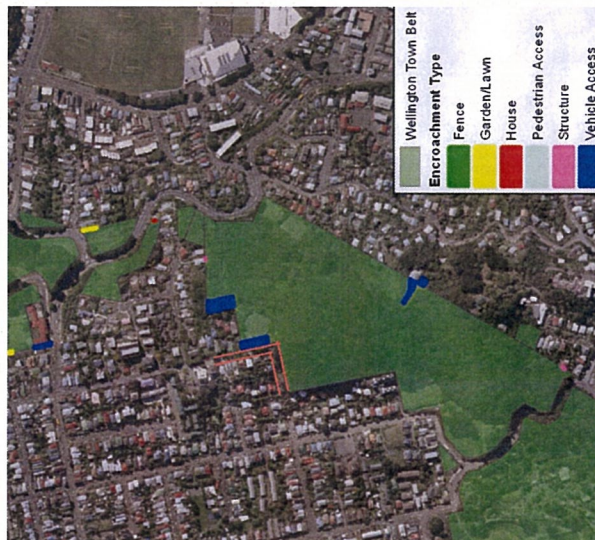 Wellington Town Belt
Encroachment Type
Fence
Garden/Lawn
House
Pedestrian Access
Structure
Vehicle Access